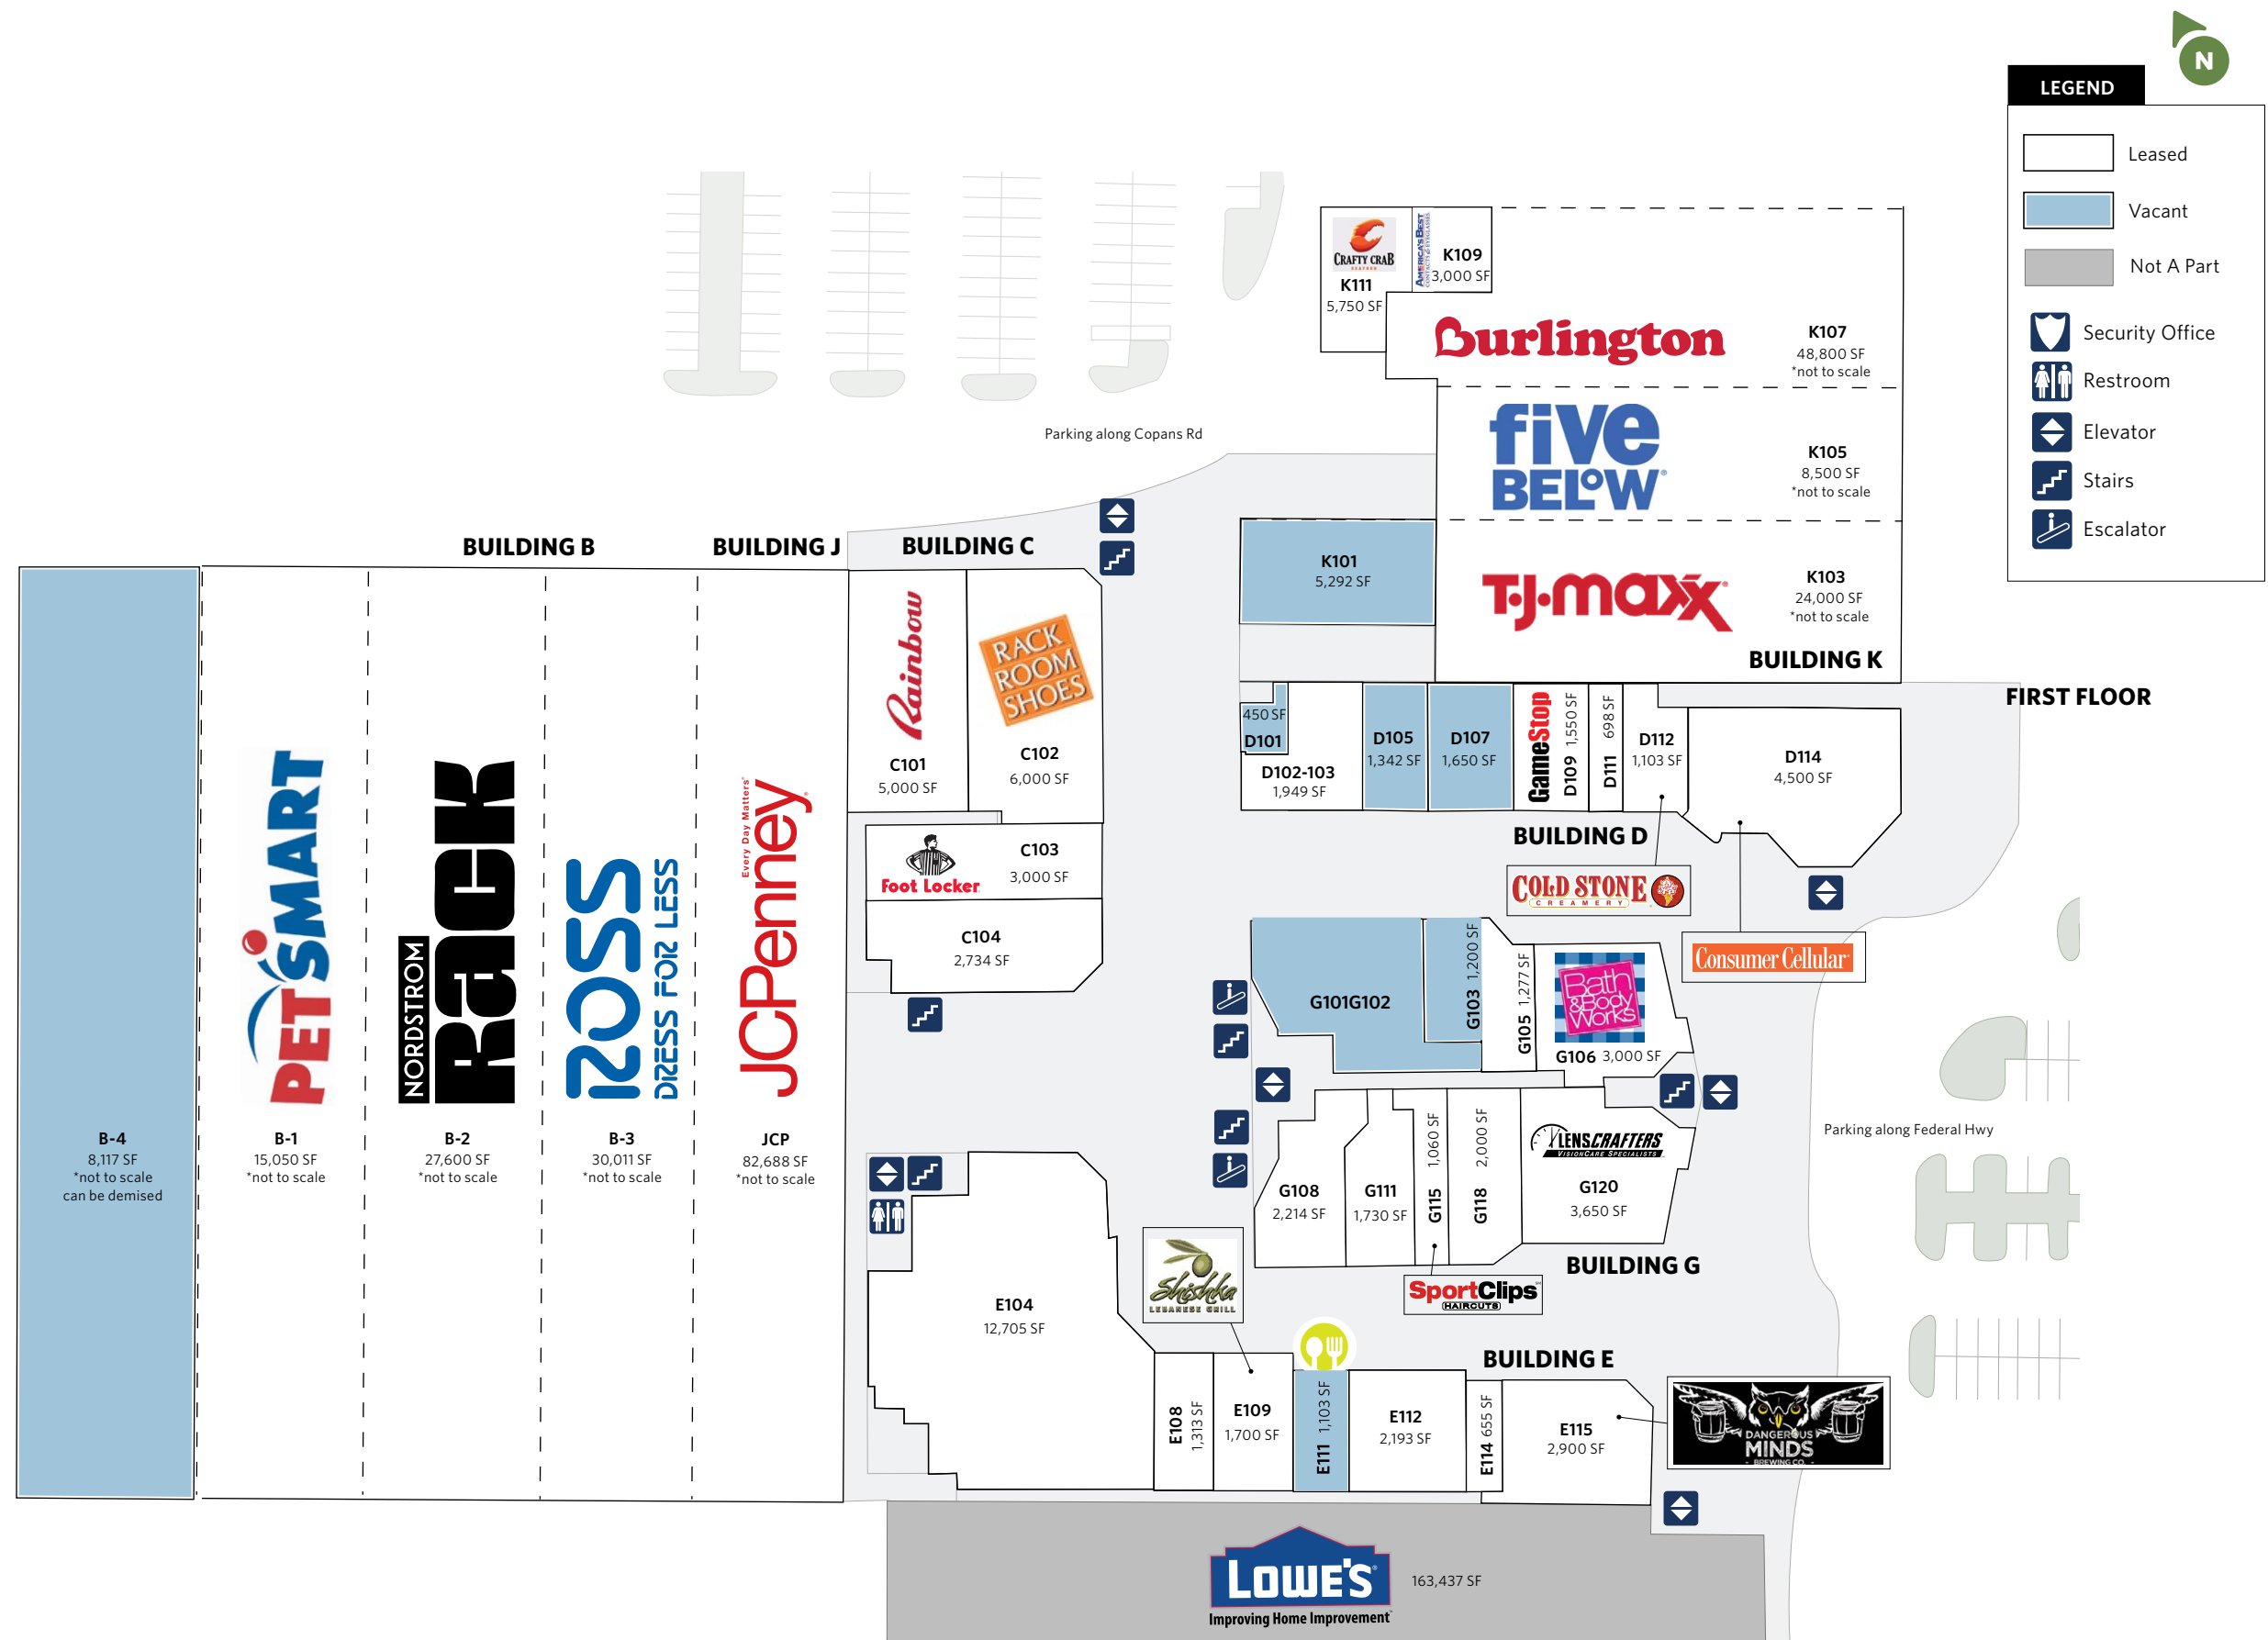 N
LEGEND
Leased
Vacant
Not A Part
Security Office
Restroom
Elevator
Stairs
Escalator
CRAFTY CRAB
SEAFOOD
K111
5,750 SF
AMERICA'S BEST
CONTACTS & EYEGLASSES
K109
3,000 SF
Burlington
K107
48,800 SF
*not to scale
Parking along Copans Rd
five
BELOW
K105
8,500 SF
*not to scale
K101
5,292 SF
T·J·maxx
K103
24,000 SF
*not to scale
BUILDING K
FIRST FLOOR
BUILDING B
BUILDING J
BUILDING C
B-4
8,117 SF
*not to scale
can be demised
PETSMART
B-1
15,050 SF
*not to scale
NORDSTROM
RACK
B-2
27,600 SF
*not to scale
ROSS
DRESS FOR LESS
B-3
30,011 SF
*not to scale
Every Day Matters
JCPenney
JCP
82,688 SF
*not to scale
Rainbow
C101
5,000 SF
RACK
ROOM
SHOES
C102
6,000 SF
Foot Locker
C103
3,000 SF
C104
2,734 SF
450 SF
D101
D102-103
1,949 SF
D105
1,342 SF
D107
1,650 SF
GameStop
D109 1,550 SF
D111 698 SF
D112
1,103 SF
D114
4,500 SF
BUILDING D
COLD STONE
CREAMERY
Consumer Cellular
G101G102
G103 1,200 SF
G105 1,277 SF
Bath
&Body
Works
G106 3,000 SF
Parking along Federal Hwy
G108
2,214 SF
G111
1,730 SF
G115 1,060 SF
G118 2,000 SF
LENSCRAFTERS
VISIONCARE SPECIALISTS
G120
3,650 SF
BUILDING G
SportClips
HAIRCUTS
Shishka
LEBANESE GRILL
E104
12,705 SF
BUILDING E
E108
1,313 SF
E109
1,700 SF
E111 1,103 SF
E112
2,193 SF
E114 655 SF
E115
2,900 SF
DANGEROUS
MINDS
- BREWING CO. -
LOWE'S
Improving Home Improvement
163,437 SF